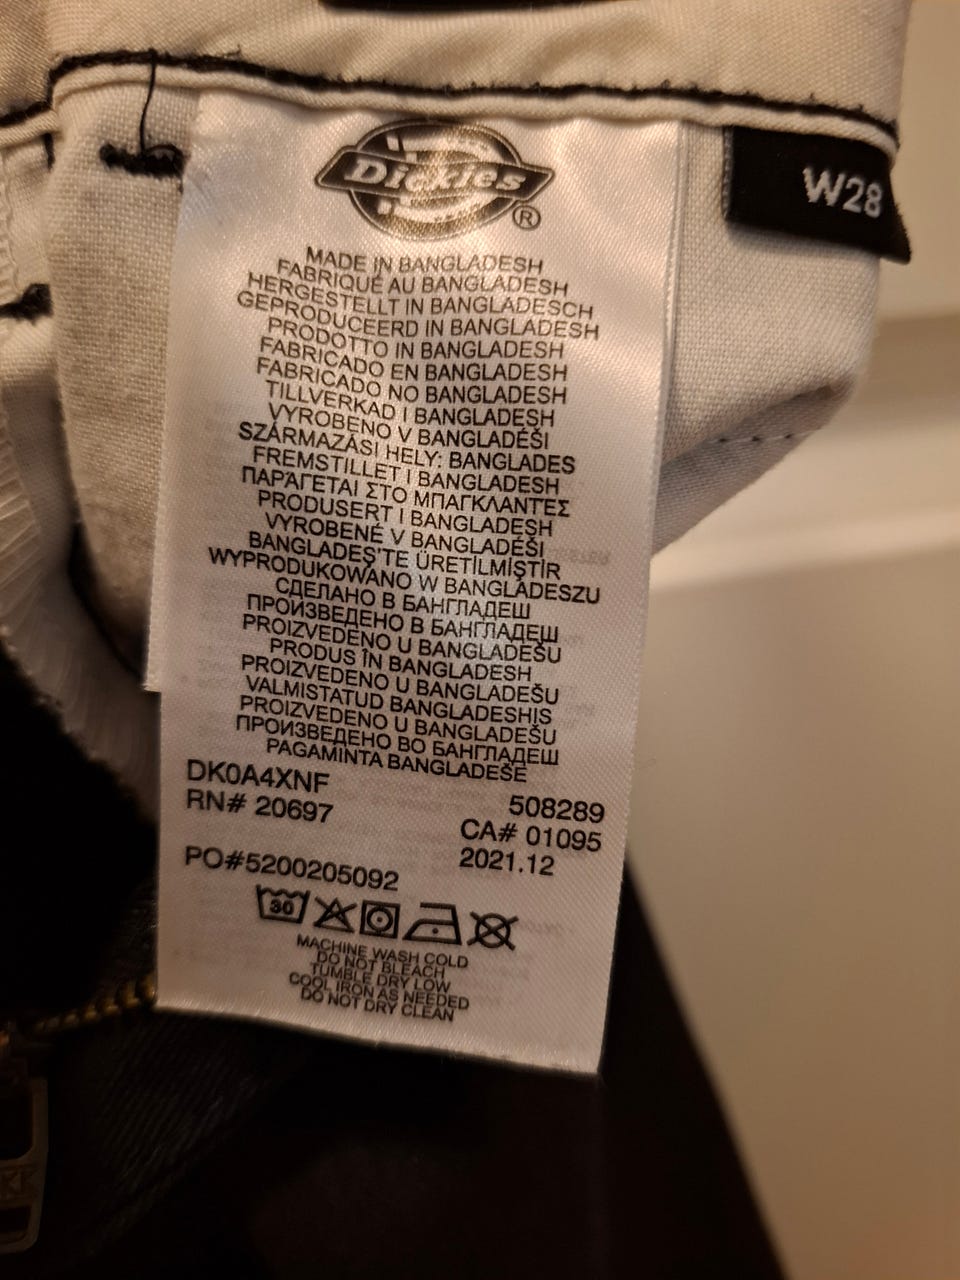 Dickies
®
W28
MADE IN BANGLADESH
FABRIQUÉ AU BANGLADESH
HERGESTELLT IN BANGLADESCH
GEPRODUCEERD IN BANGLADESH
PRODOTTO IN BANGLADESH
FABRICADO EN BANGLADESH
FABRICADO NO BANGLADESH
TILLVERKAD I BANGLADESH
VYROBENO V BANGLADÉŠI
SZÁRMAZÁSI HELY: BANGLADES
FREMSTILLET I BANGLADESH
ΠΑΡΆΓΕΤΑΙ ΣΤΟ ΜΠΑΓΚΛΑΝΤΕΣ
PRODUSERT I BANGLADESH
VYROBENÉ V BANGLADÉŠI
BANGLADEŞ'TE ÜRETİLMİŞTİR
WYPRODUKOWANO W BANGLADESZU
СДЕЛАНО В БАНГЛАДЕШ
ПРОИЗВЕДЕНО В БАНГЛАДЕШ
PROIZVEDENO U BANGLADEŠU
PRODUS ÎN BANGLADESH
PROIZVEDENO U BANGLADEŠU
VALMISTATUD BANGLADESHIS
PROIZVEDENO U BANGLADEŠU
ПРОИЗВЕДЕНО ВО БАНГЛАДЕШ
PAGAMINTA BANGLADEŠE
DK0A4XNF
508289
RN# 20697
CA# 01095
2021.12
PO#5200205092
30
MACHINE WASH COLD
DO NOT BLEACH
TUMBLE DRY LOW
COOL IRON AS NEEDED
DO NOT DRY CLEAN